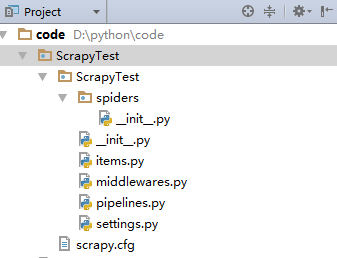 Project
code D:\python\code
ScrapyTest
ScrapyTest
spiders
__init__.py
__init__.py
items.py
middlewares.py
pipelines.py
settings.py
scrapy.cfg